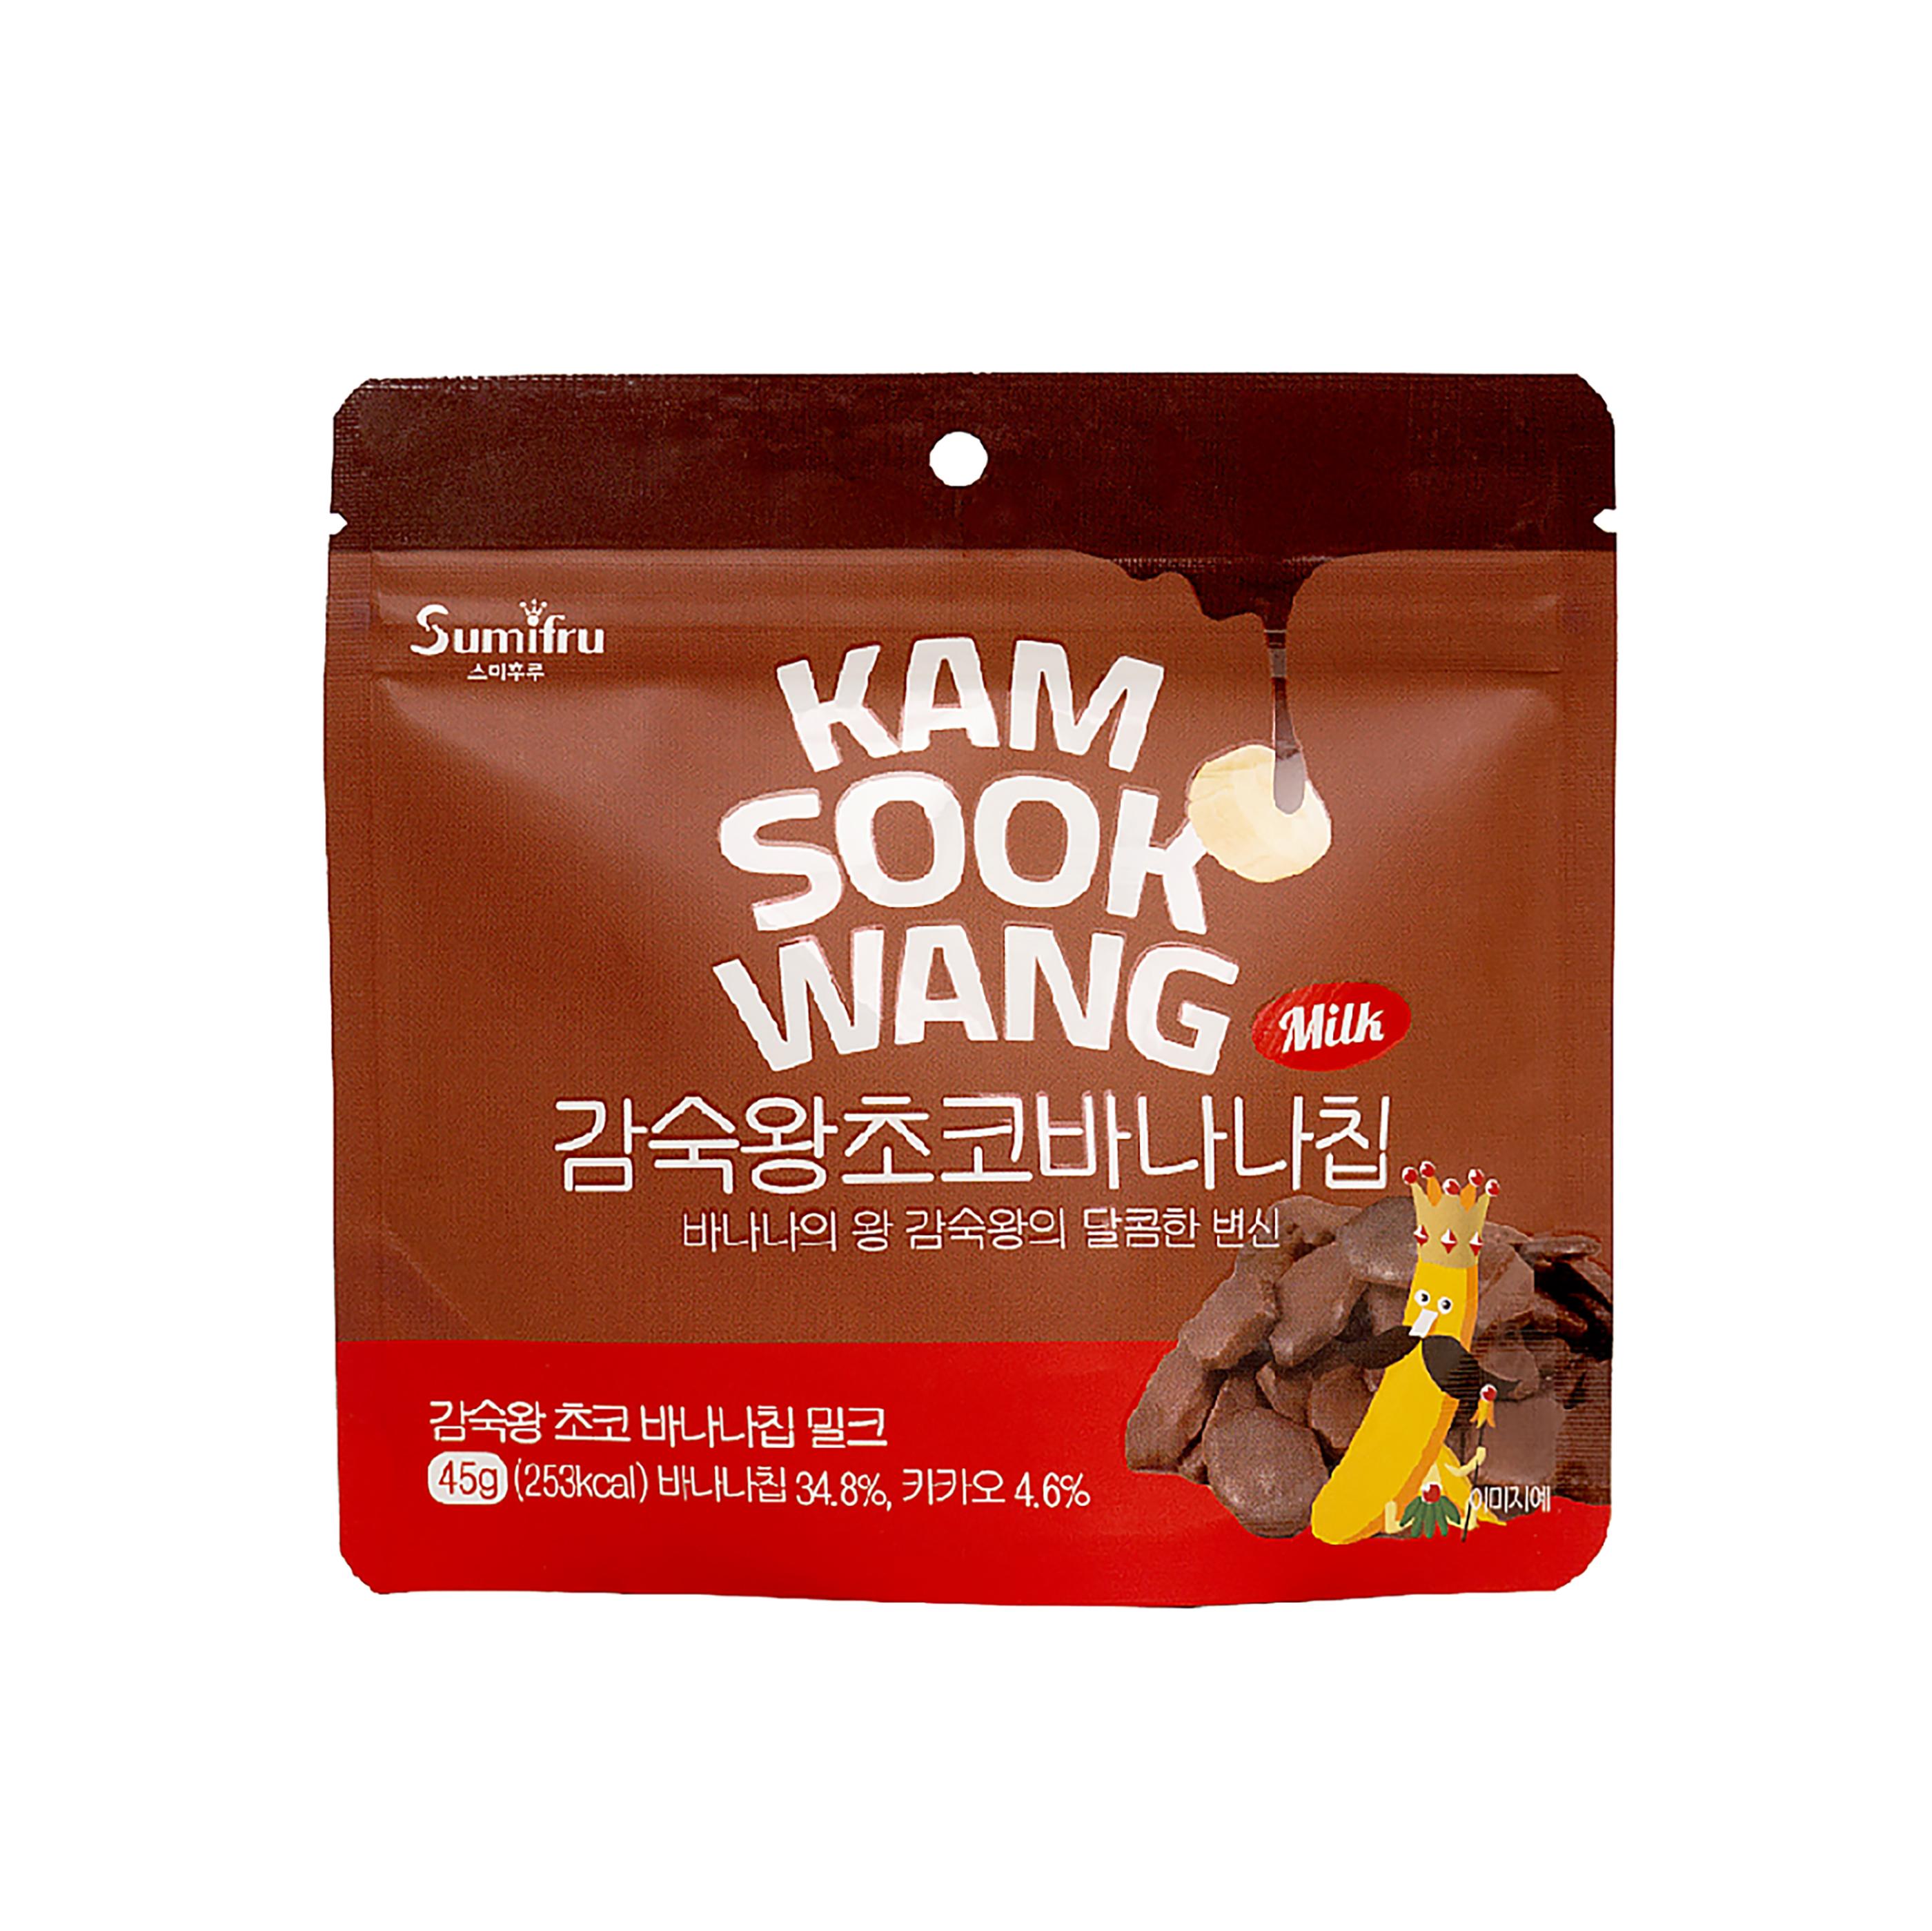 Sumifru
스미후루
KAM
SOOK
WANG
Milk
감숙왕초코바나나칩
바나나의 왕 감숙왕의 달콤한 변신
감숙왕 초코 바나나칩 밀크
45g (253kcal) 바나나칩 34.8%, 카카오 4.6%
이미지예